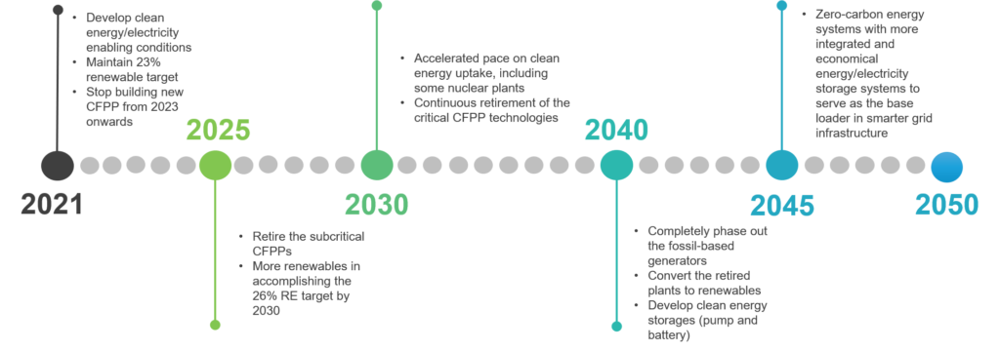 • Develop clean
energy/electricity
enabling conditions
• Maintain 23%
renewable target
• Stop building new
CFPP from 2023
onwards
2021
2025
• Retire the subcritical
CFPPs
• More renewables in
accomplishing the
26% RE target by
2030
• Accelerated pace on clean
energy uptake, including
some nuclear plants
• Continuous retirement of the
critical CFPP technologies
2030
2040
• Completely phase out
the fossil-based
generators
• Convert the retired
plants to renewables
• Develop clean energy
storages (pump and
battery)
• Zero-carbon energy
systems with more
integrated and
economical
energy/electricity
storage systems to
serve as the base
loader in smarter grid
infrastructure
2045
2050